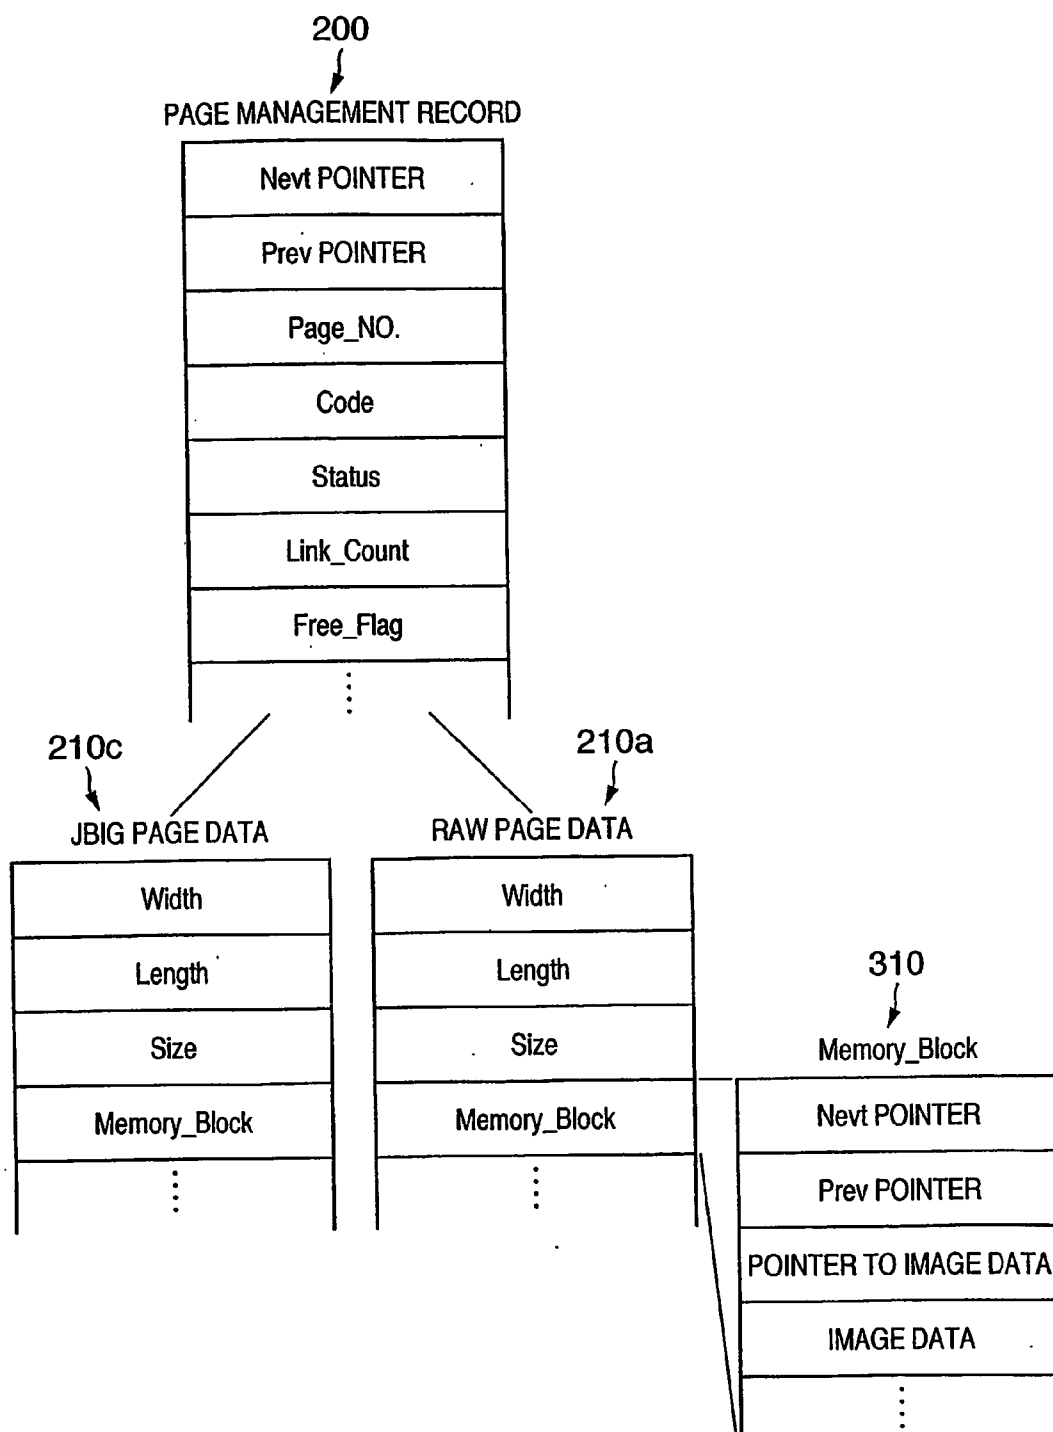 200
PAGE MANAGEMENT RECORD
Nevt POINTER
Prev POINTER
Page_NO.
Code
Status
Link_Count
Free_Flag
210c
JBIG PAGE DATA
Width
Length
Size
Memory_Block
210a
RAW PAGE DATA
Width
Length
Size
Memory_Block
310
Memory_Block
Nevt POINTER
Prev POINTER
POINTER TO IMAGE DATA
IMAGE DATA